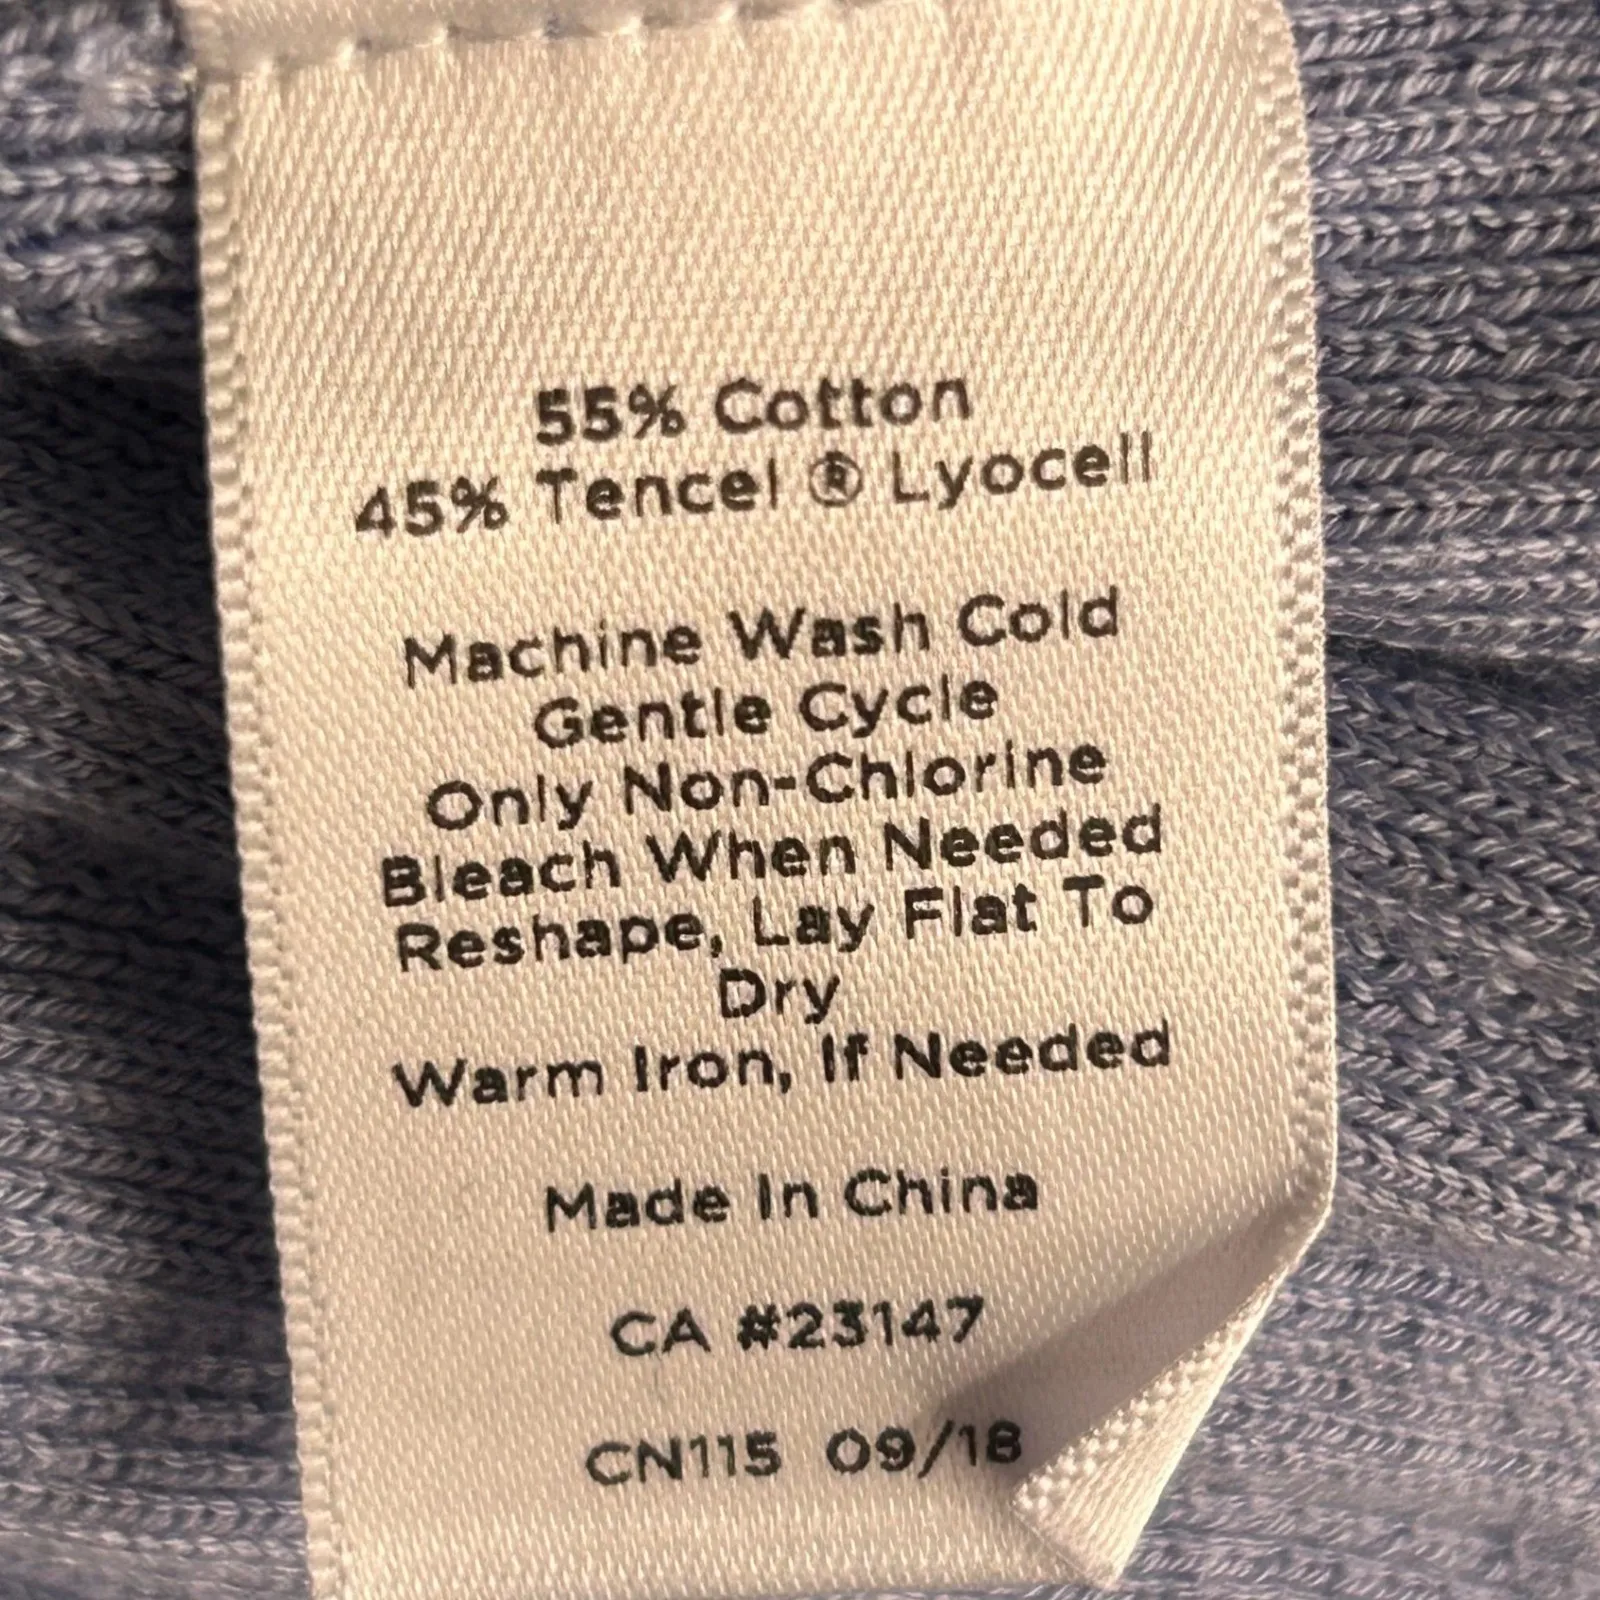 55% Cotton
45% Tencel ® Lyocell
Machine Wash Cold
Gentle Cycle
Only Non-Chlorine
Bleach When Needed
Reshape, Lay Flat To
Dry
Warm Iron, If Needed
Made In China
CA #23147
CN115 09/18